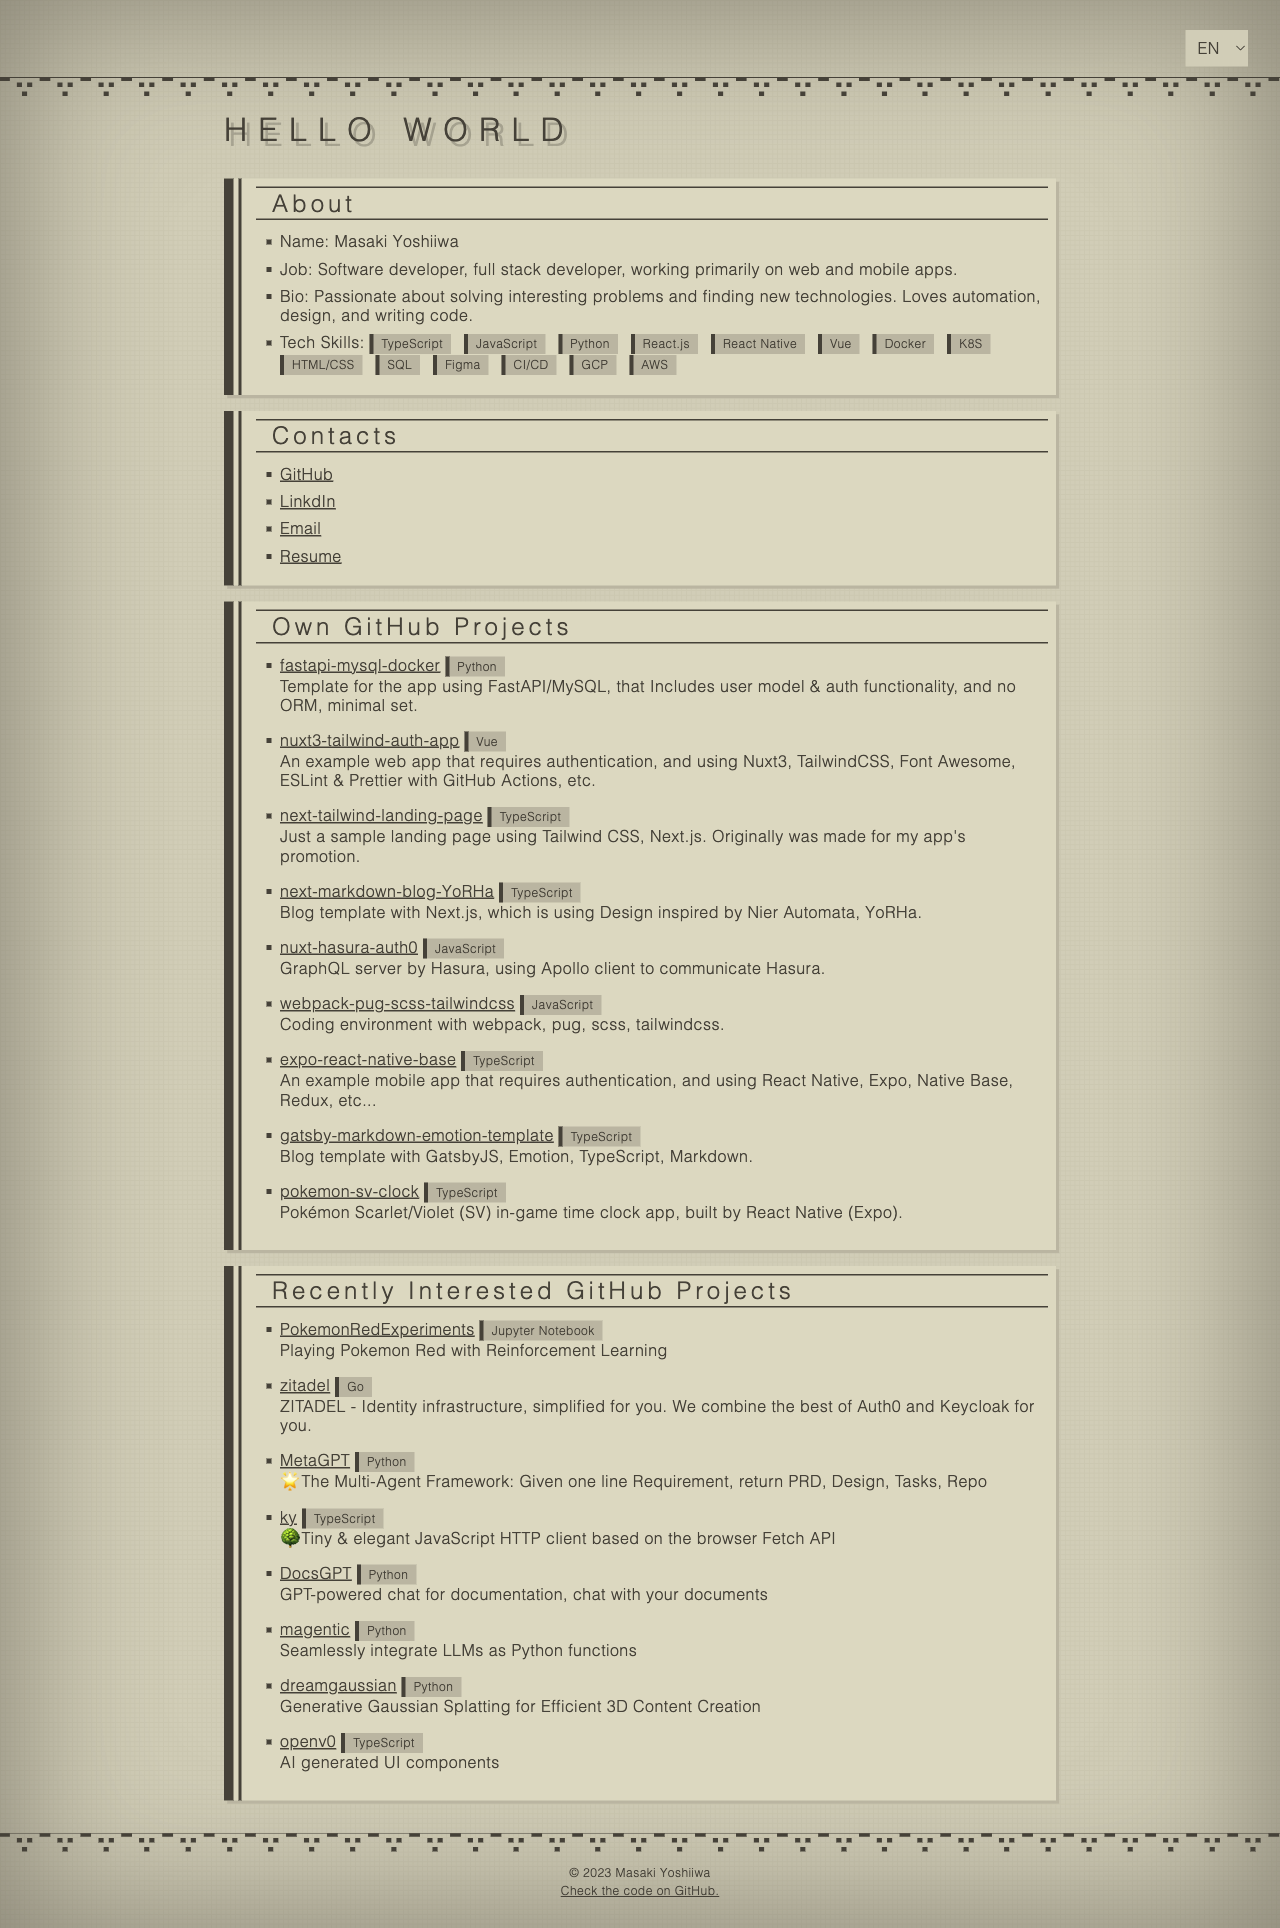 EN
HELLO WORLD
About
Name: Masaki Yoshiiwa
Job: Software developer, full stack developer, working primarily on web and mobile apps.
Bio: Passionate about solving interesting problems and finding new technologies. Loves automation,
design, and writing code.
Tech Skills: TypeScript JavaScript Python React.js React Native Vue Docker K8S
HTML/CSS SQL Figma CI/CD GCP AWS
Contacts
GitHub
LinkdIn
Email
Resume
Own GitHub Projects
fastapi-mysql-docker Python
Template for the app using FastAPI/MySQL, that Includes user model & auth functionality, and no
ORM, minimal set.
nuxt3-tailwind-auth-app Vue
An example web app that requires authentication, and using Nuxt3, TailwindCSS, Font Awesome,
ESLint & Prettier with GitHub Actions, etc.
next-tailwind-landing-page TypeScript
Just a sample landing page using Tailwind CSS, Next.js. Originally was made for my app's
promotion.
next-markdown-blog-YoRHa TypeScript
Blog template with Next.js, which is using Design inspired by Nier Automata, YoRHa.
nuxt-hasura-auth0 JavaScript
GraphQL server by Hasura, using Apollo client to communicate Hasura.
webpack-pug-scss-tailwindcss JavaScript
Coding environment with webpack, pug, scss, tailwindcss.
expo-react-native-base TypeScript
An example mobile app that requires authentication, and using React Native, Expo, Native Base,
Redux, etc...
gatsby-markdown-emotion-template TypeScript
Blog template with GatsbyJS, Emotion, TypeScript, Markdown.
pokemon-sv-clock TypeScript
Pokémon Scarlet/Violet (SV) in-game time clock app, built by React Native (Expo).
Recently Interested GitHub Projects
PokemonRedExperiments Jupyter Notebook
Playing Pokemon Red with Reinforcement Learning
zitadel Go
ZITADEL - Identity infrastructure, simplified for you. We combine the best of Auth0 and Keycloak for
you.
MetaGPT Python
🌟The Multi-Agent Framework: Given one line Requirement, return PRD, Design, Tasks, Repo
ky TypeScript
🌳Tiny & elegant JavaScript HTTP client based on the browser Fetch API
DocsGPT Python
GPT-powered chat for documentation, chat with your documents
magentic Python
Seamlessly integrate LLMs as Python functions
dreamgaussian Python
Generative Gaussian Splatting for Efficient 3D Content Creation
openv0 TypeScript
AI generated UI components
© 2023 Masaki Yoshiiwa
Check the code on GitHub.